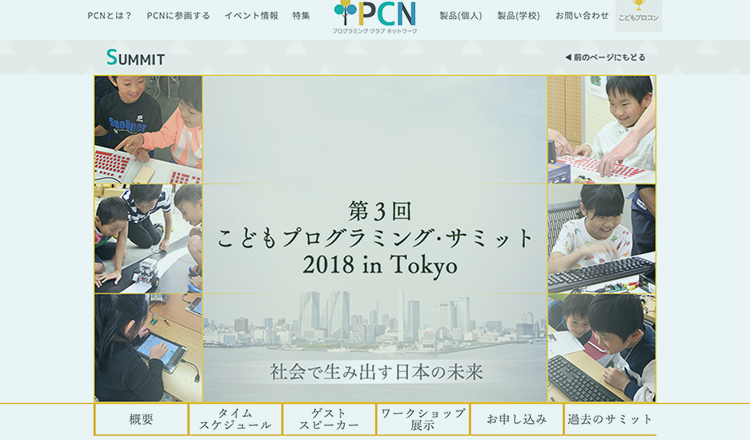 PCNとは？ PCNに参画する イベント情報 特集 PCN 製品(個人) 製品(学校) お問い合わせ こどもプロコン
プログラミング クラブ ネットワーク
SUMMIT ◀ 前のページにもどる
第3回
こどもプログラミング・サミット
2018 in Tokyo
社会で生み出す日本の未来
概要
タイム
スケジュール
ゲスト
スピーカー
ワークショップ
展示
お申し込み
過去のサミット